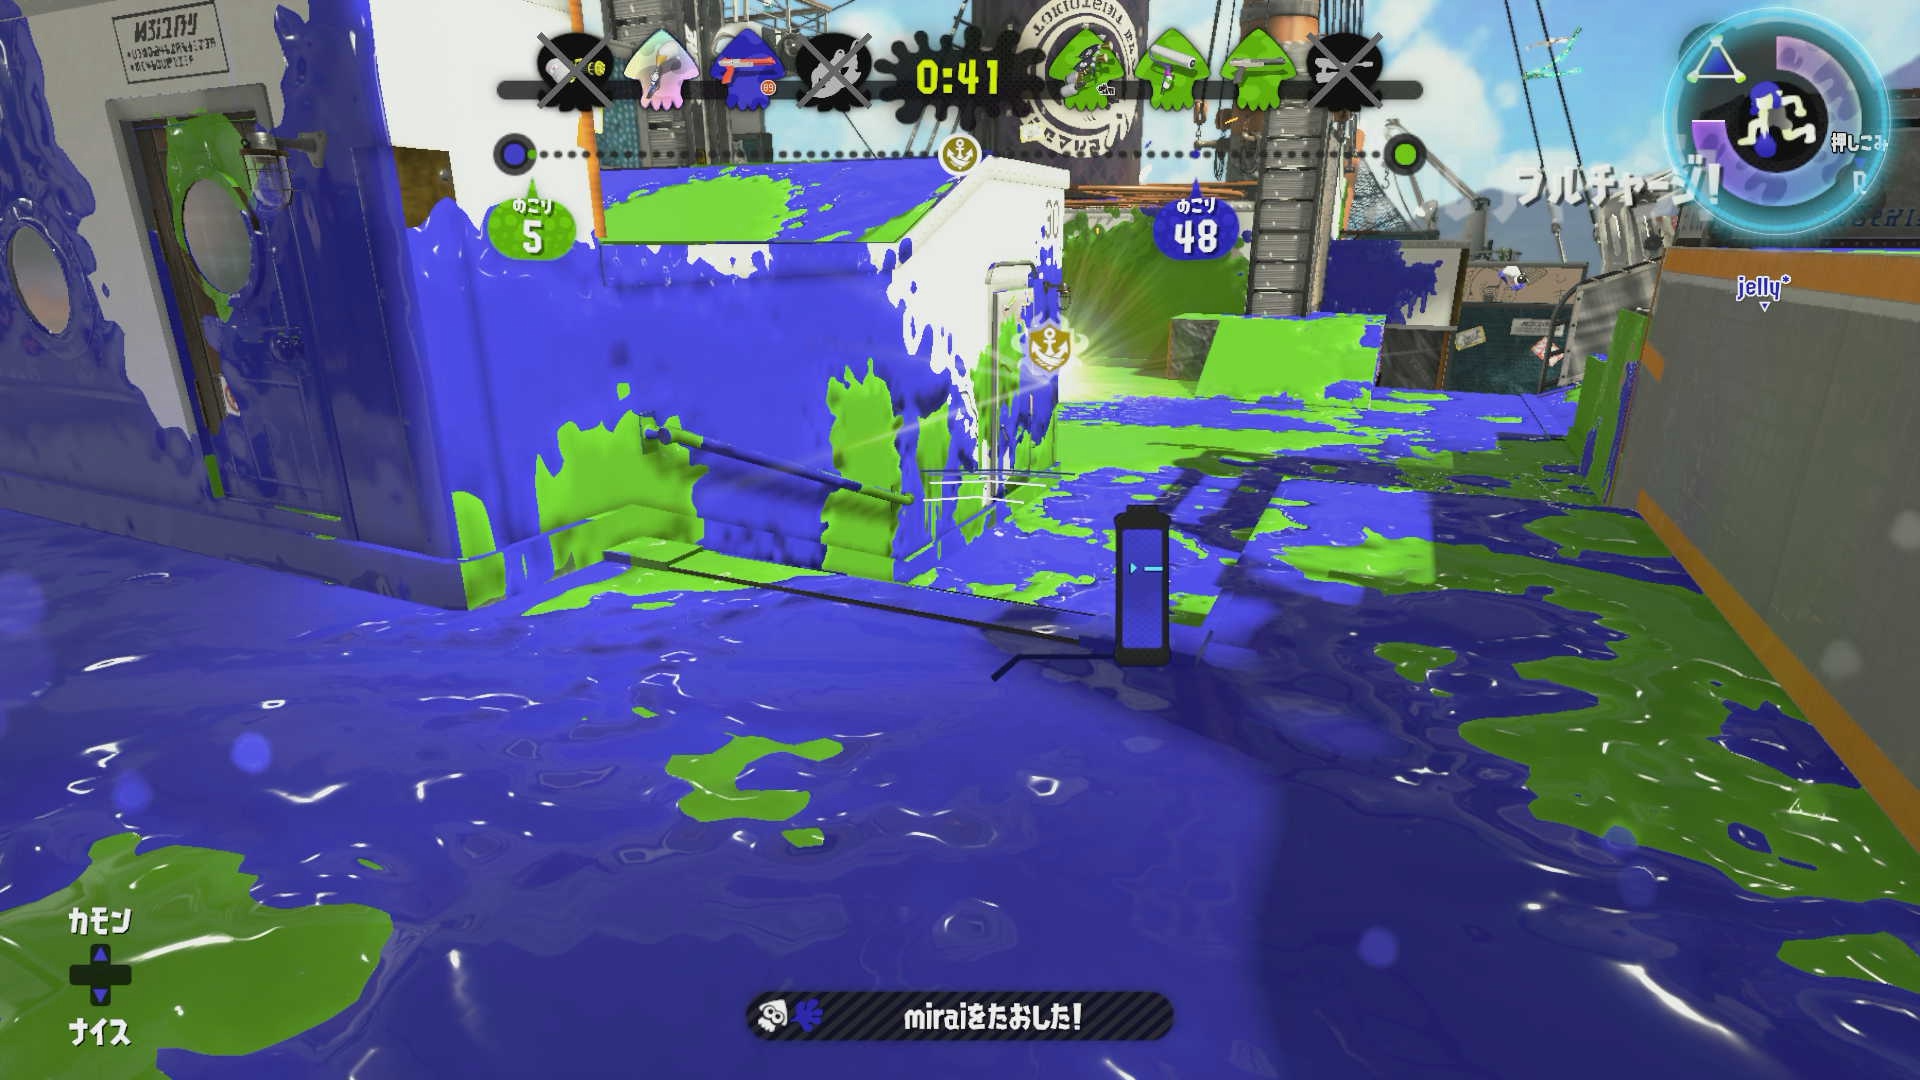 0:41
のこり
5
のこり
48
押しこみ
フルチャージ!
R
jelly*
カモン
ナイス
miraiをたおした!